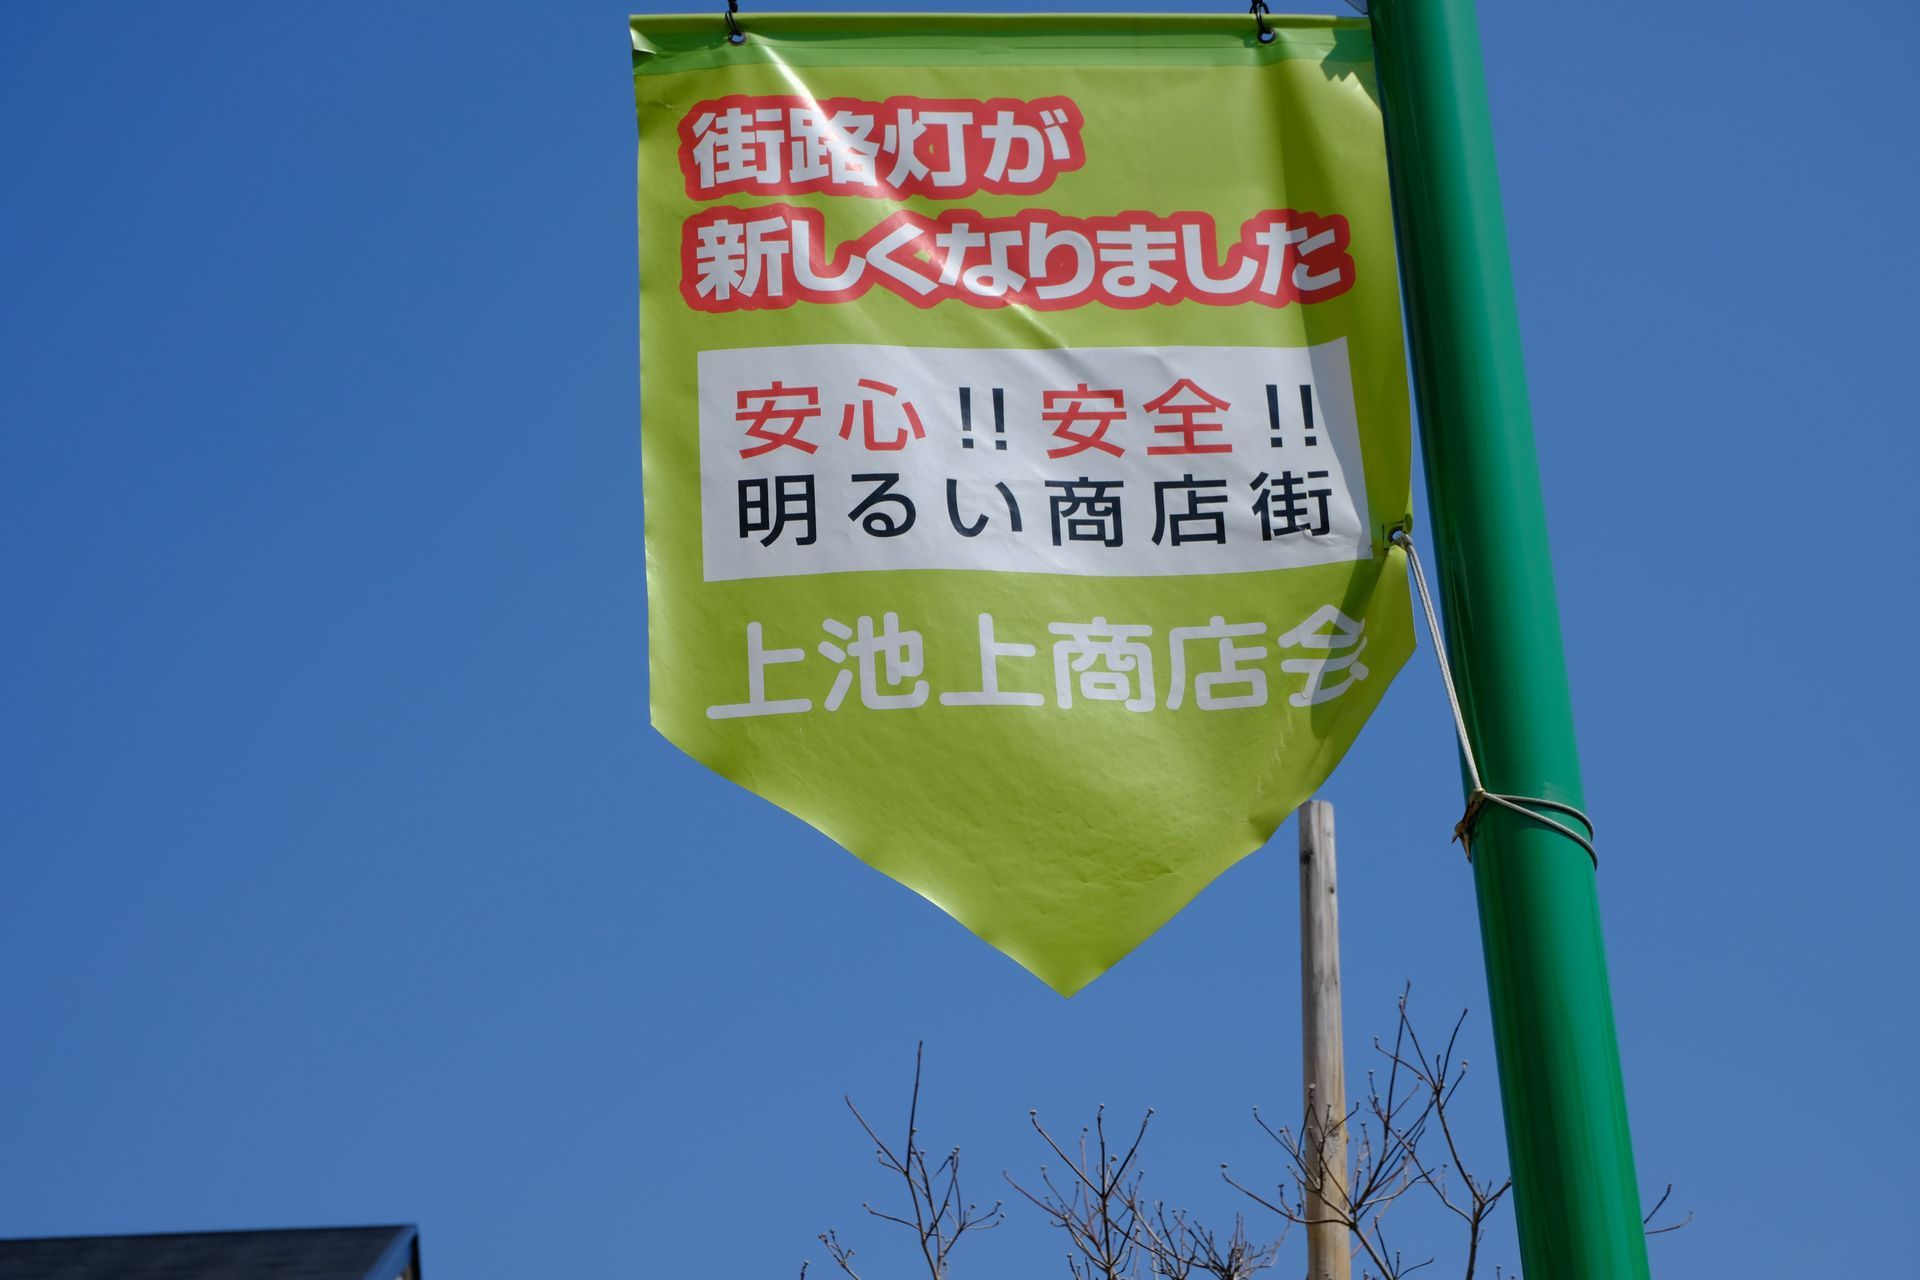 街路灯が
新しくなりました
安心!!安全!!
明るい商店街
上池上商店会